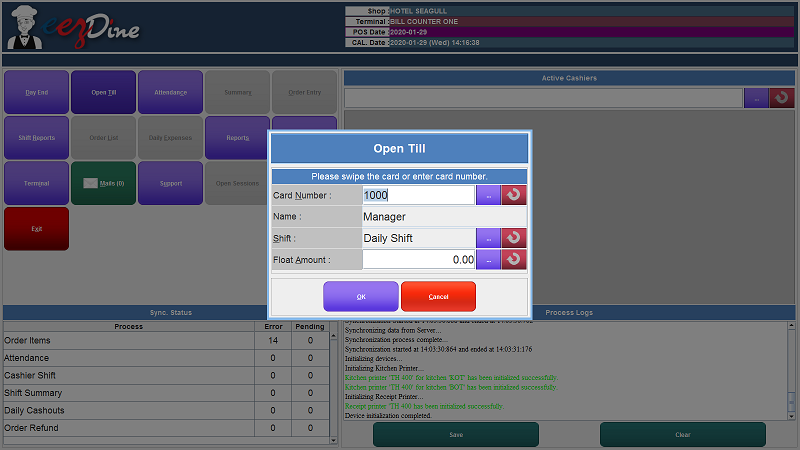 eezDine
Shop : HOTEL SEAGULL
Terminal : BILL COUNTER ONE
POS Date : 2020-01-29
CAL. Date : 2020-01-29 (Wed) 14:16:38
Day End
Open Till
Attendance
Summary
Order Entry
Active Cashiers
...
Shift Reports
Order List
Daily Expenses
Reports
Terminal
Mails (0)
Support
Open Sessions
Exit
Open Till
Please swipe the card or enter card number.
Card Number : 1000 ...
Name : Manager
Shift : Daily Shift ...
Float Amount : 0.00 ...
OK
Cancel
Sync. Status
Process Error Pending
Order Items 14 0
Attendance 0 0
Cashier Shift 0 0
Shift Summary 0 0
Daily Cashouts 0 0
Order Refund 0 0
Process Logs
Synchronizing data from Server...
Synchronization process complete...
Synchronization started at 14:03:30:864 and ended at 14:03:31:176
Initializing devices...
Initializing Kitchen Printer...
Kitchen printer 'TH 400' for kitchen 'KOT' has been initialized successfully.
Kitchen printer 'TH 400' for kitchen 'BOT' has been initialized successfully.
Initializing Receipt Printer...
Receipt printer 'TH 400 has been initialized successfully.
Device initialization completed.
Save
Clear